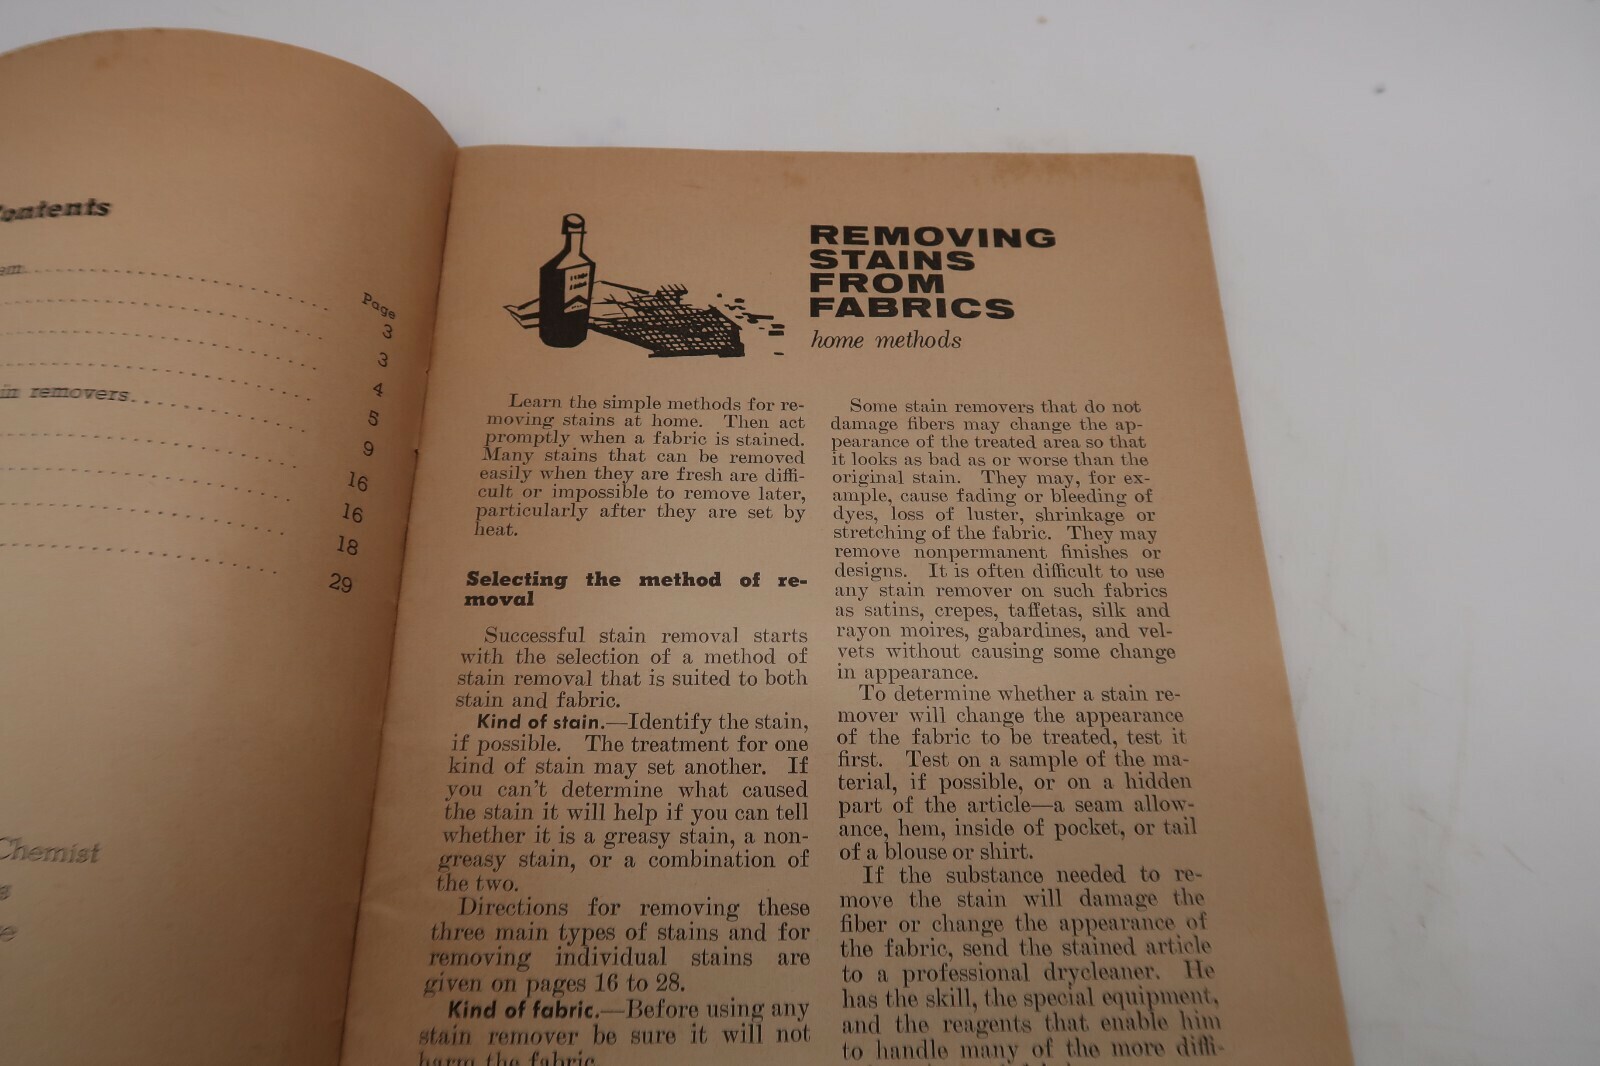 Contents
Page
3
3
4
in removers
5
9
16
16
18
29
Chemist
REMOVING
STAINS
FROM
FABRICS
home methods
Learn the simple methods for re-
moving stains at home. Then act
promptly when a fabric is stained.
Many stains that can be removed
easily when they are fresh are diffi-
cult or impossible to remove later,
particularly after they are set by
heat.
Selecting the method of re-
moval
Successful stain removal starts
with the selection of a method of
stain removal that is suited to both
stain and fabric.
Kind of stain.—Identify the stain,
if possible. The treatment for one
kind of stain may set another. If
you can't determine what caused
the stain it will help if you can tell
whether it is a greasy stain, a non-
greasy stain, or a combination of
the two.
Directions for removing these
three main types of stains and for
removing individual stains are
given on pages 16 to 28.
Kind of fabric.—Before using any
stain remover be sure it will not
harm the fabric.
Some stain removers that do not
damage fibers may change the ap-
pearance of the treated area so that
it looks as bad as or worse than the
original stain. They may, for ex-
ample, cause fading or bleeding of
dyes, loss of luster, shrinkage or
stretching of the fabric. They may
remove nonpermanent finishes or
designs. It is often difficult to use
any stain remover on such fabrics
as satins, crepes, taffetas, silk and
rayon moires, gabardines, and vel-
vets without causing some change
in appearance.
To determine whether a stain re-
mover will change the appearance
of the fabric to be treated, test it
first. Test on a sample of the ma-
terial, if possible, or on a hidden
part of the article—a seam allow-
ance, hem, inside of pocket, or tail
of a blouse or shirt.
If the substance needed to re-
move the stain will damage the
fiber or change the appearance of
the fabric, send the stained article
to a professional drycleaner. He
has the skill, the special equipment,
and the reagents that enable him
to handle many of the more diffi-